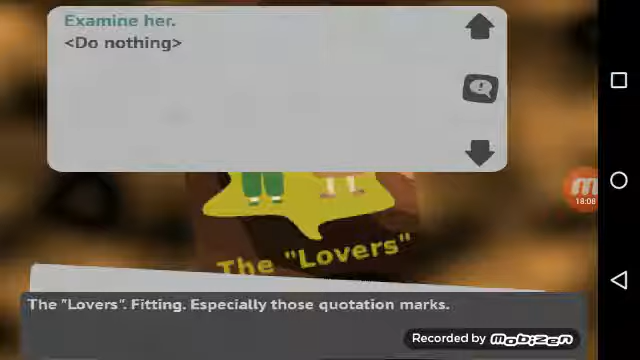 Examine her.
<Do nothing>
The "Lovers"
18:08
The "Lovers". Fitting. Especially those quotation marks.
Recorded by mobizen